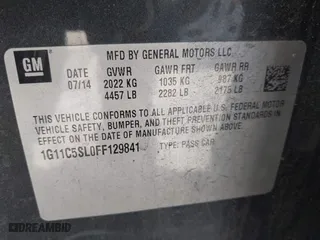 GM
MFD BY GENERAL MOTORS LLC
DATE GVWR GAWR FRT GAWR RR
07/14 2022 KG 1035 KG 987 KG
4457 LB 2282 LB 2175 LB
THIS VEHICLE CONFORMS TO ALL APPLICABLE U.S. FEDERAL MOTOR
VEHICLE SAFETY, BUMPER, AND THEFT PREVENTION STANDARDS IN
EFFECT ON THE DATE OF MANUFACTURE SHOWN ABOVE.
1G11C5SL0FF129841 TYPE: PASS CAR
DREAMBID